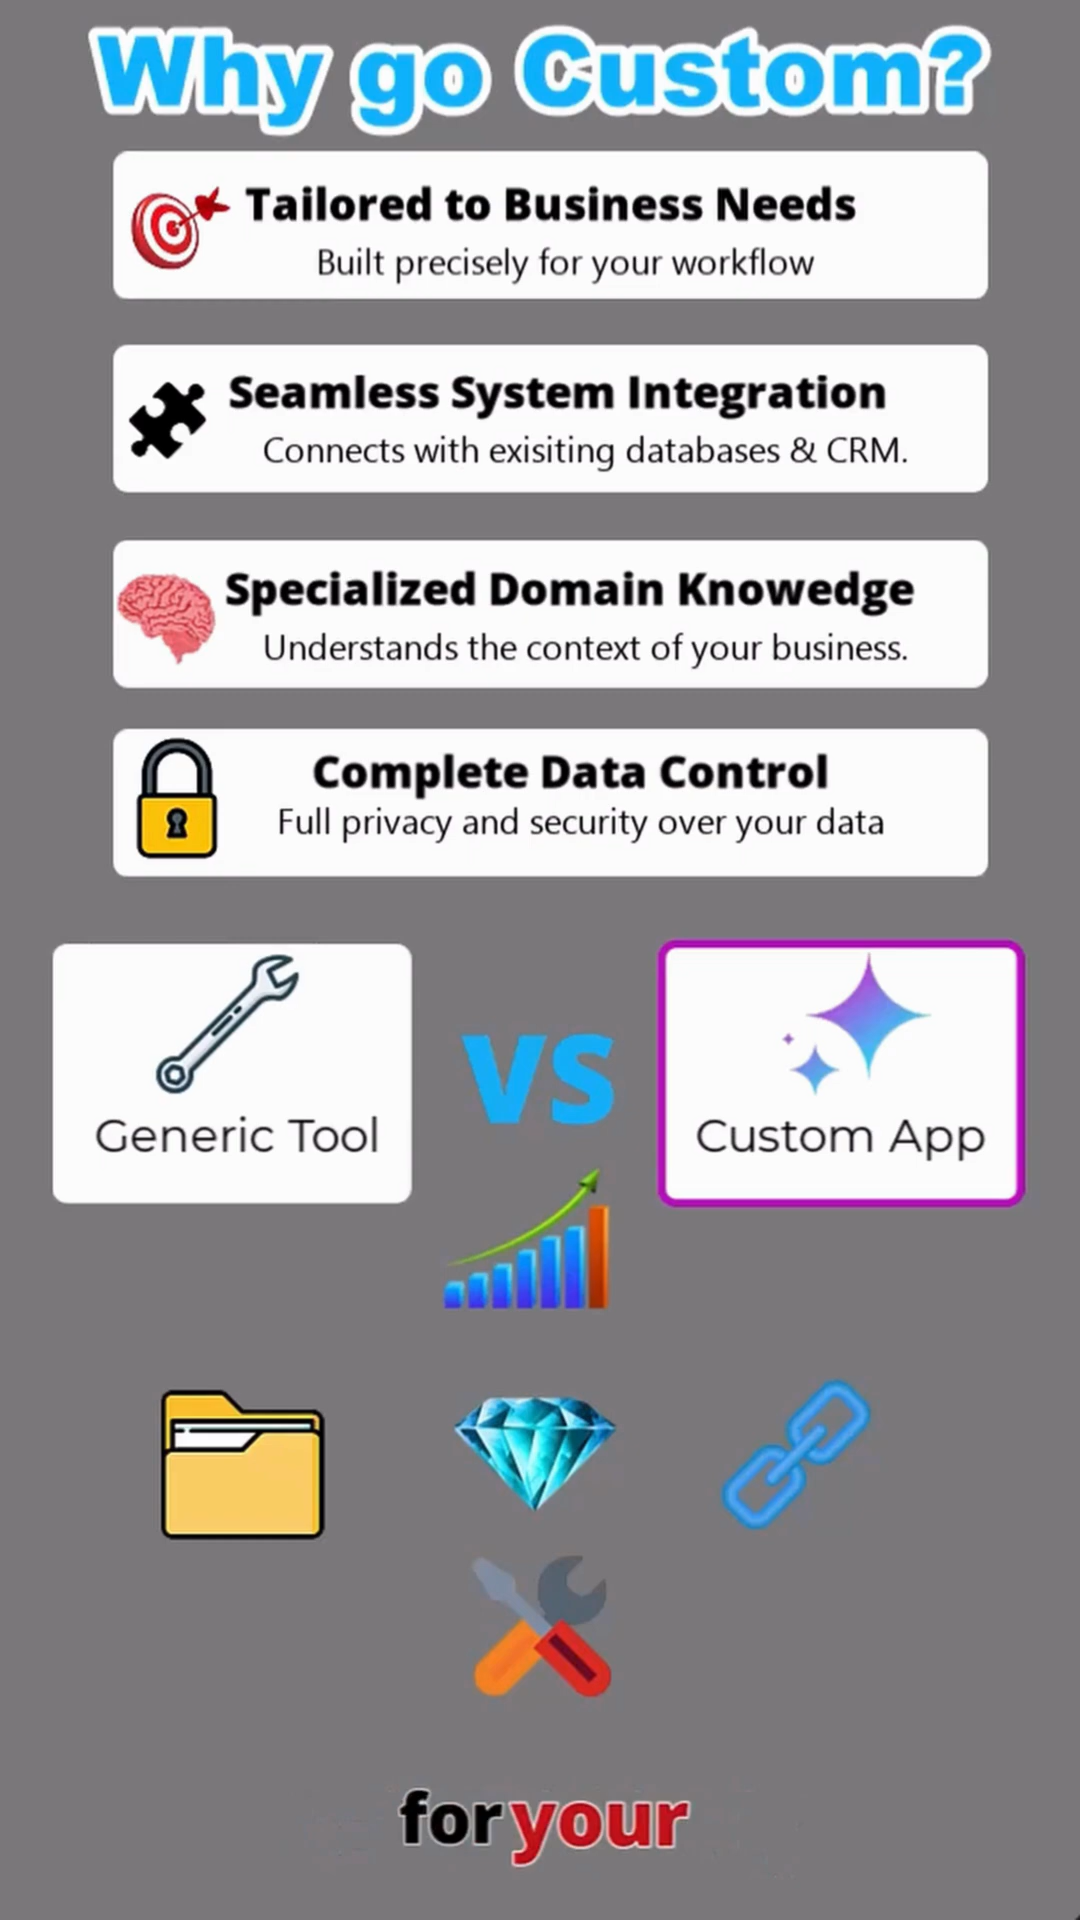 Why go Custom?
Tailored to Business Needs
Built precisely for your workflow
Seamless System Integration
Connects with exisiting databases & CRM.
Specialized Domain Knowedge
Understands the context of your business.
Complete Data Control
Full privacy and security over your data
Generic Tool
VS
Custom App
for your